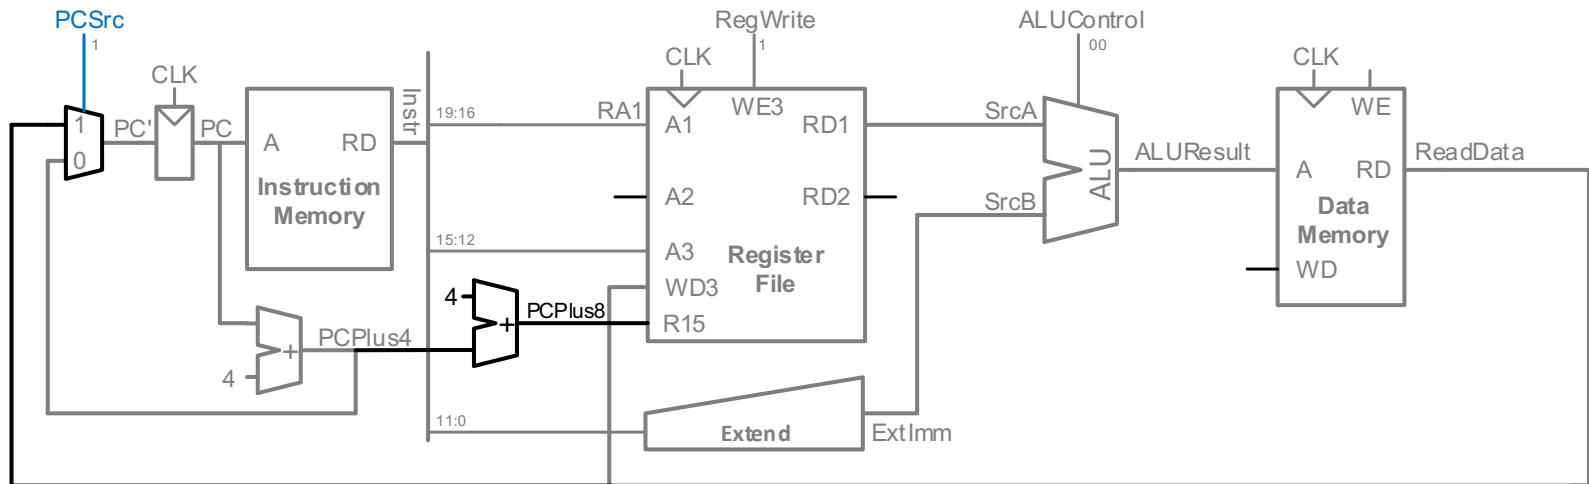 PCSrc
1
RegWrite
1
ALUControl
00
CLK
CLK
CLK
Instr
1
0
PC'
PC
A
RD
Instruction
Memory
19:16
RA1
A1
WE3
RD1
SrcA
ALU
ALUResult
WE
A
RD
ReadData
A2
RD2
SrcB
Data
Memory
15:12
A3
Register
File
WD3
WD
4
+
PCPlus8
R15
PCPlus4
+
4
11:0
Extend
ExtImm